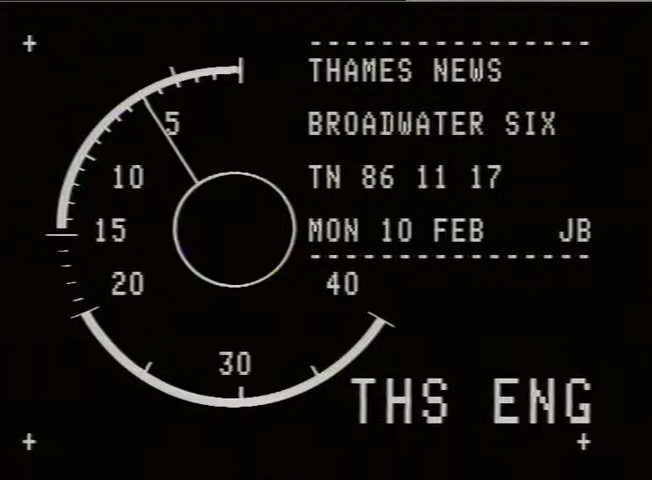 THAMES NEWS
BROADWATER SIX
TN 86 11 17
MON 10 FEB JB
5
10
15
20
30
40
THS ENG